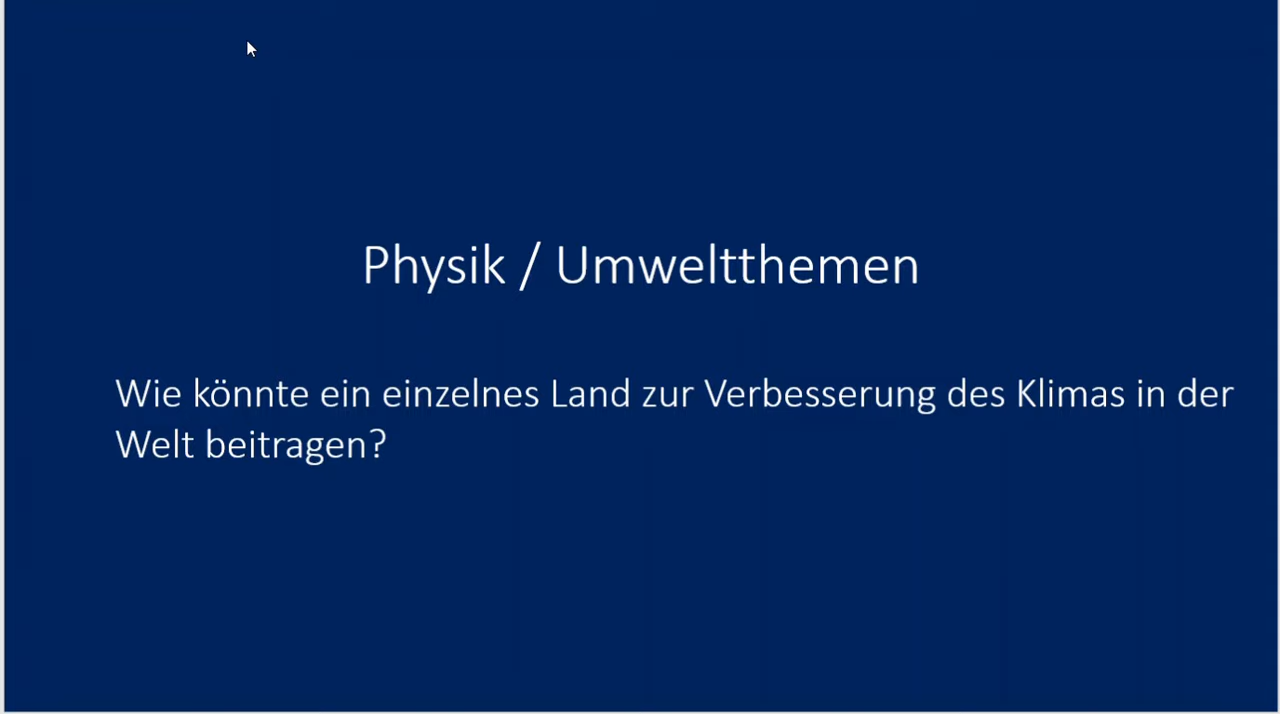 Physik / Umweltthemen
Wie könnte ein einzelnes Land zur Verbesserung des Klimas in der
Welt beitragen?